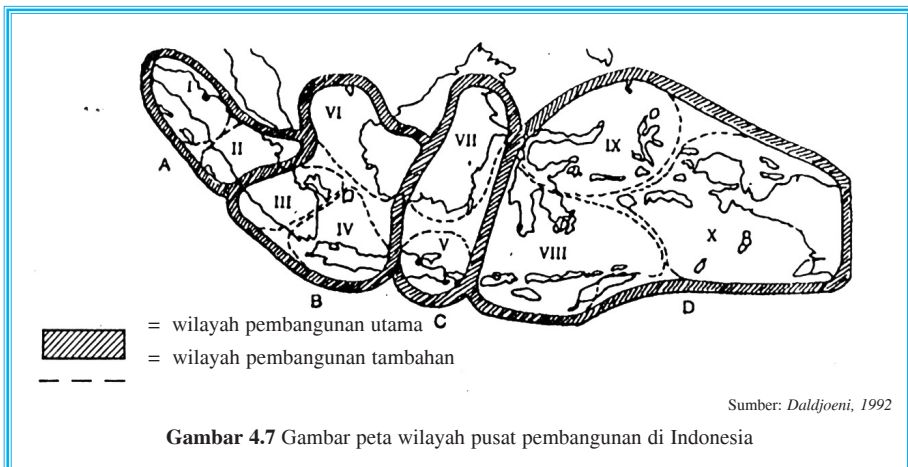 I
II
A
VI
III
IV
B
VII
V
C
IX
VIII
X
D
= wilayah pembangunan utama
= wilayah pembangunan tambahan
Sumber: Daldjoeni, 1992
Gambar 4.7 Gambar peta wilayah pusat pembangunan di Indonesia